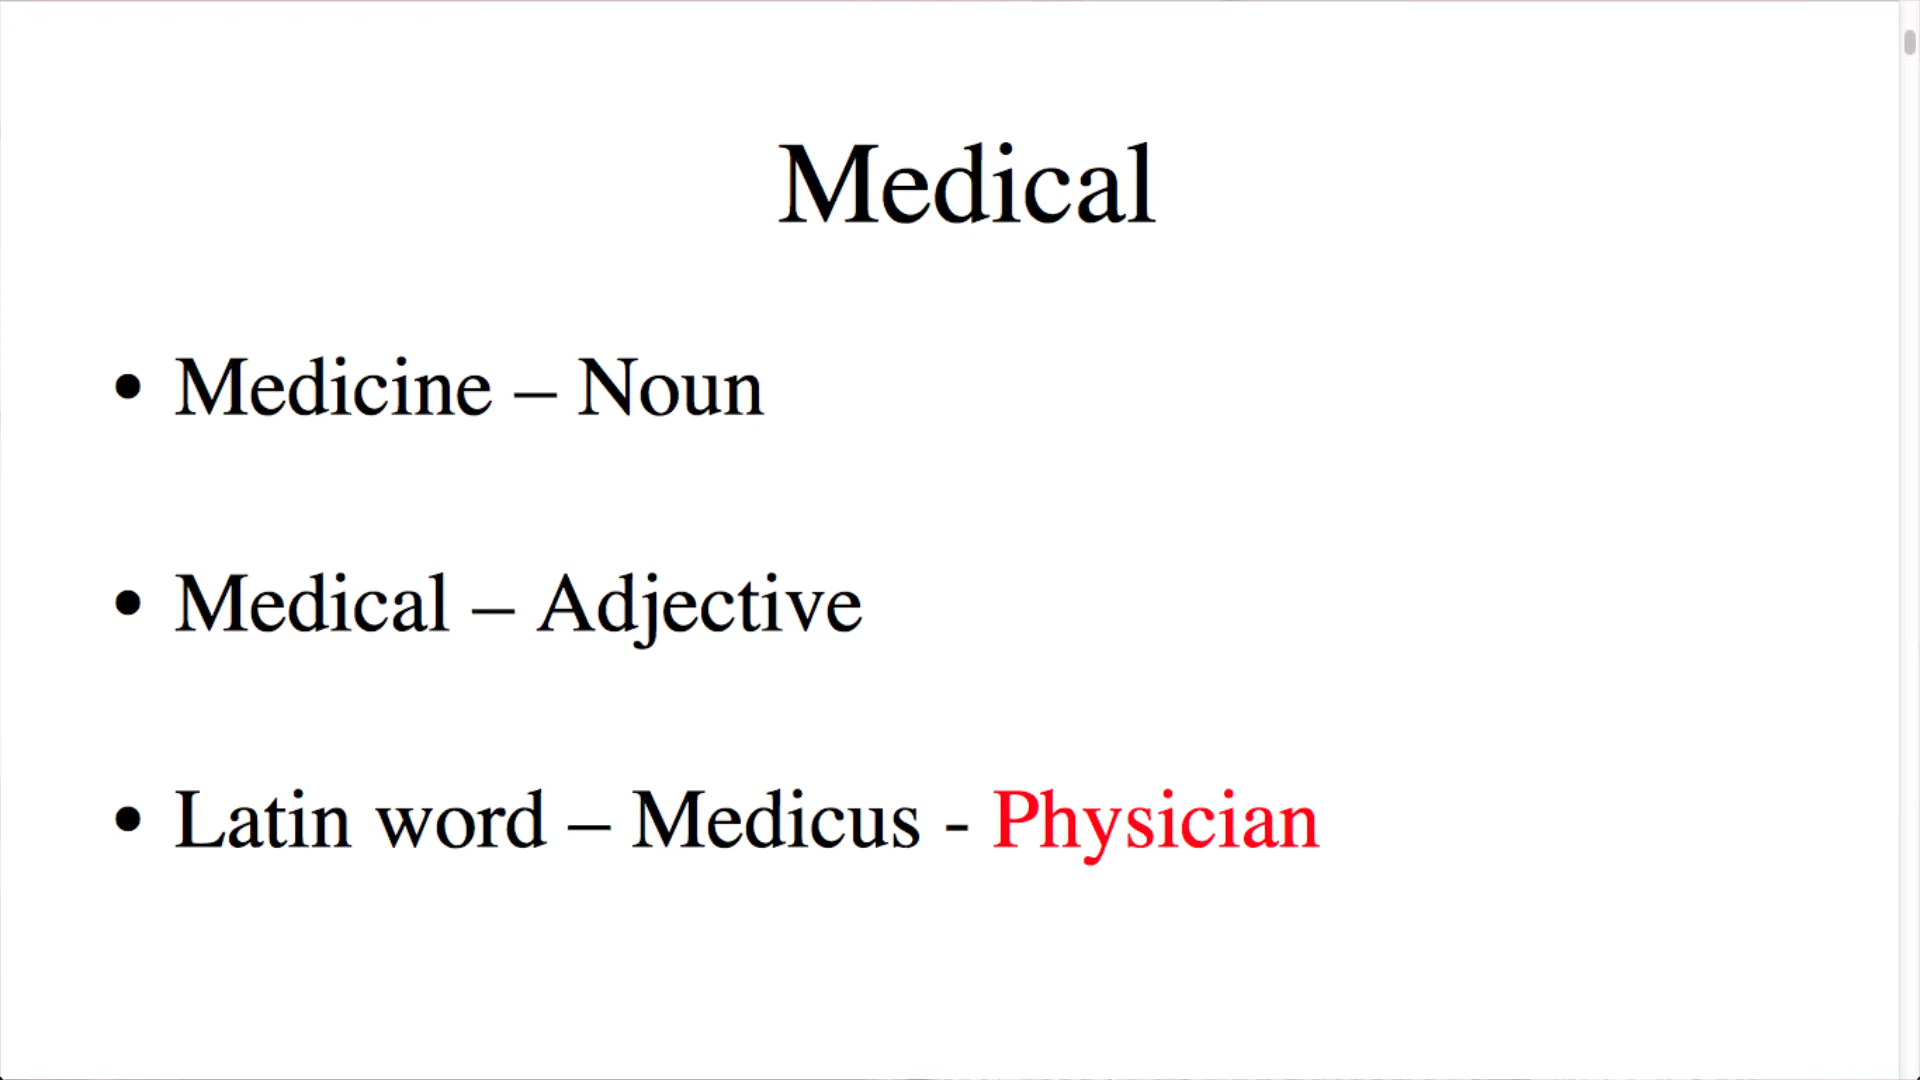 Medical
• Medicine – Noun
• Medical – Adjective
• Latin word – Medicus - Physician